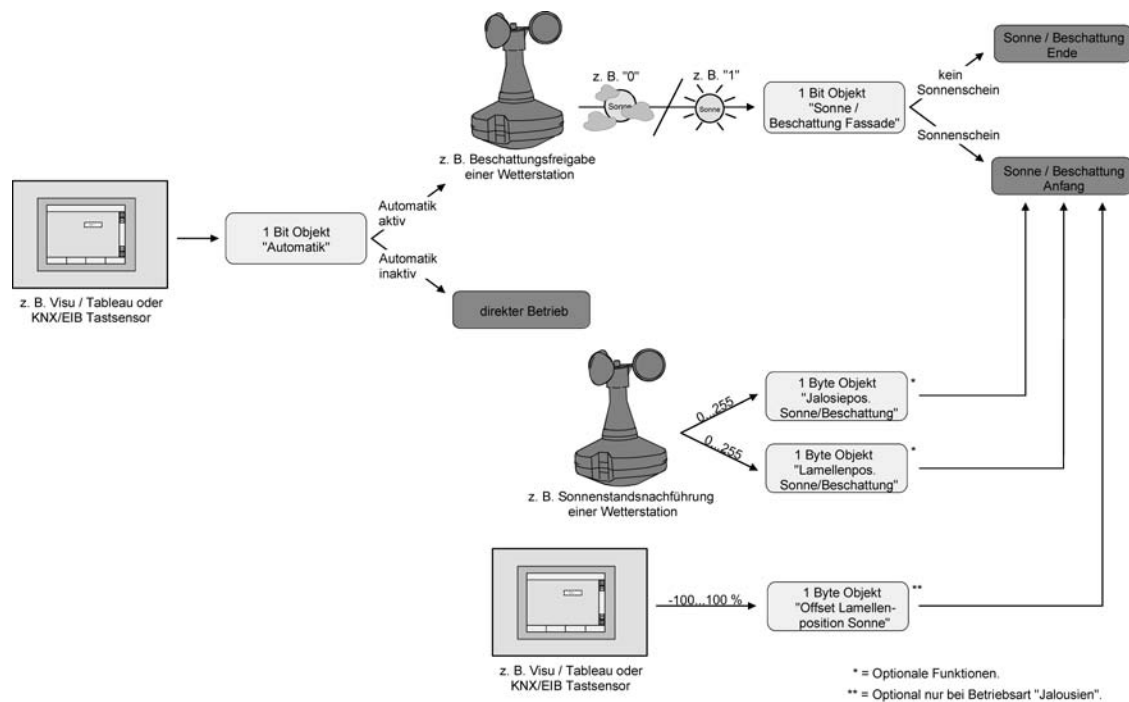 z. B. "0"
z. B. "1"
Sonne
Sonne
1 Bit Objekt
"Sonne /
Beschattung Fassade"
kein
Sonnenschein
Sonnenschein
Sonne / Beschattung
Ende
Sonne / Beschattung
Anfang
z. B. Beschattungsfreigabe
einer Wetterstation
1 Bit Objekt
"Automatik"
Automatik
aktiv
Automatik
inaktiv
z. B. Visu / Tableau oder
KNX/EIB Tastsensor
direkter Betrieb
0...255
0...255
1 Byte Objekt
"Jalosiepos.
Sonne/Beschattung"
*
1 Byte Objekt
"Lamellenpos.
Sonne/Beschattung"
*
z. B. Sonnenstandsnachführung
einer Wetterstation
-100...100 %
1 Byte Objekt
"Offset Lamellen-
position Sonne"
**
z. B. Visu / Tableau oder
KNX/EIB Tastsensor
* = Optionale Funktionen.
** = Optional nur bei Betriebsart "Jalousien".